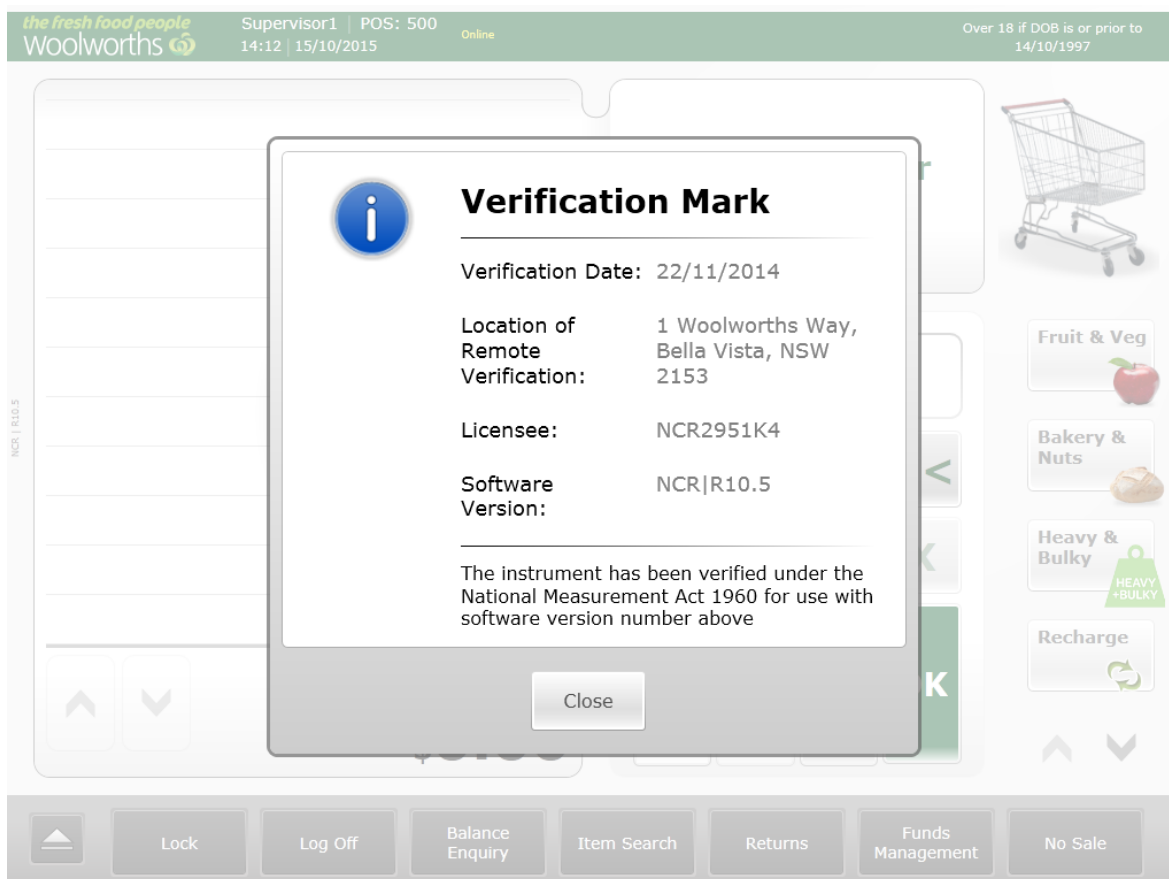 the fresh food people
Woolworths
Supervisor1 | POS: 500
14:12 | 15/10/2015
Online
Over 18 if DOB is or prior to
14/10/1997
NCR | R10.5
Verification Mark
Verification Date: 22/11/2014
Location of
Remote
Verification:
1 Woolworths Way,
Bella Vista, NSW
2153
Licensee: NCR2951K4
Software
Version:
NCR|R10.5
The instrument has been verified under the
National Measurement Act 1960 for use with
software version number above
Close
<
K
Fruit & Veg
Bakery &
Nuts
Heavy &
Bulky
HEAVY
+BULKY
Recharge
Lock
Log Off
Balance
Enquiry
Item Search
Returns
Funds
Management
No Sale